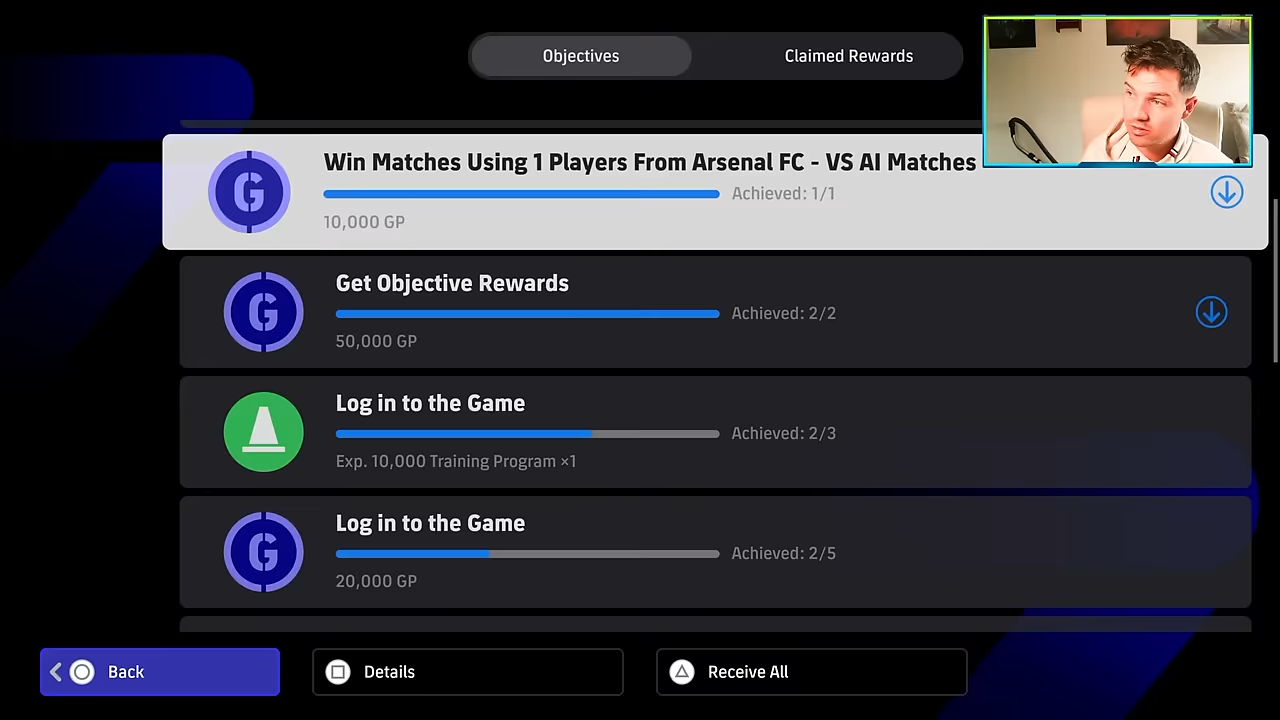 Objectives
Claimed Rewards
Win Matches Using 1 Players From Arsenal FC - VS AI Matches
Achieved: 1/1
10,000 GP
Get Objective Rewards
Achieved: 2/2
50,000 GP
Log in to the Game
Achieved: 2/3
Exp. 10,000 Training Program ×1
Log in to the Game
Achieved: 2/5
20,000 GP
Back
Details
Receive All